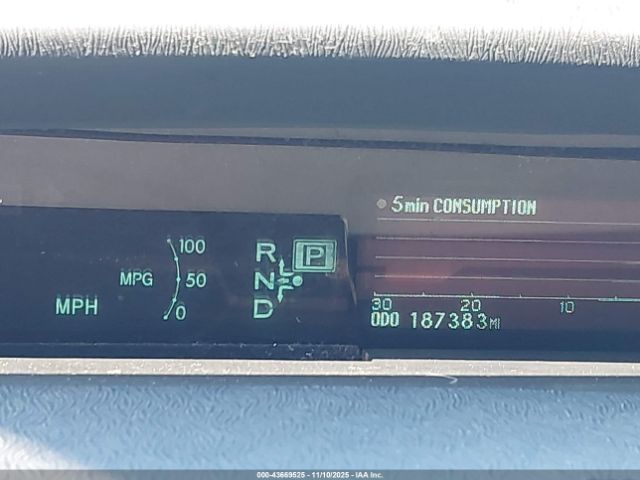 5min CONSUMPTION
100
R P
MPG 50 N
MPH 0 D
30 20 10
ODO 187383MI
000-43669525 - 11/10/2025 - IAA Inc.